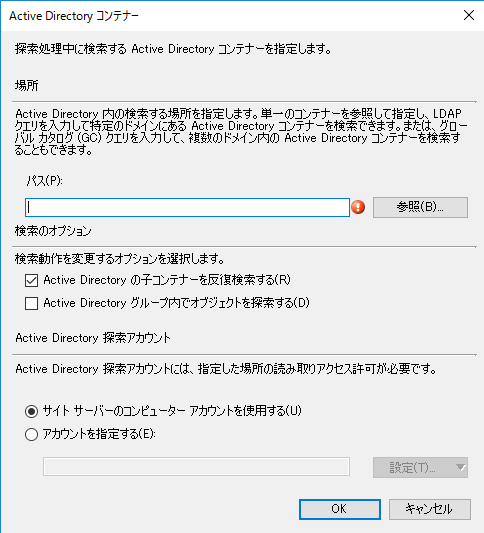 Active Directory コンテナー
探索処理中に検索する Active Directory コンテナーを指定します。
場所
Active Directory 内の検索する場所を指定します。単一のコンテナーを参照して指定し、LDAP
クエリを入力して特定のドメインにある Active Directory コンテナーを検索できます。または、グロー
バル カタログ (GC) クエリを入力して、複数のドメイン内の Active Directory コンテナーを検索す
ることもできます。
パス(P):
参照(B)...
検索のオプション
検索動作を変更するオプションを選択します。
Active Directory の子コンテナーを反復検索する(R)
Active Directory グループ内でオブジェクトを探索する(D)
Active Directory 探索アカウント
Active Directory 探索アカウントには、指定した場所の読み取りアクセス許可が必要です。
サイト サーバーのコンピューター アカウントを使用する(U)
アカウントを指定する(E):
設定(T)...
OK
キャンセル